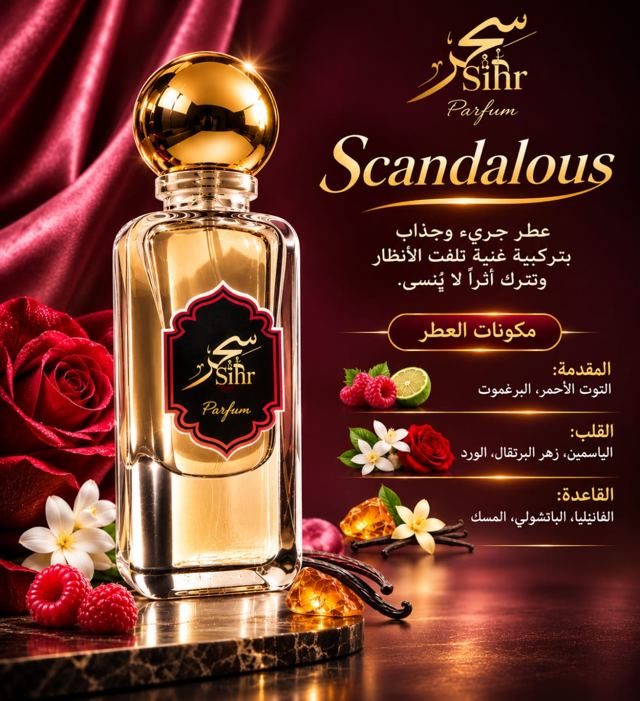 سحر
Sihr
Parfum
Scandalous
عطر جريء وجذاب
بتركيبة غنية تلفت الأنظار
وتترك أثراً لا يُنسى.
مكونات العطر
المقدمة:
التوت الأحمر، البرغموت
القلب:
الياسمين، زهر البرتقال، الورد
القاعدة:
الفانيليا، الباتشولي، المسك
سحر
Sihr
Parfum